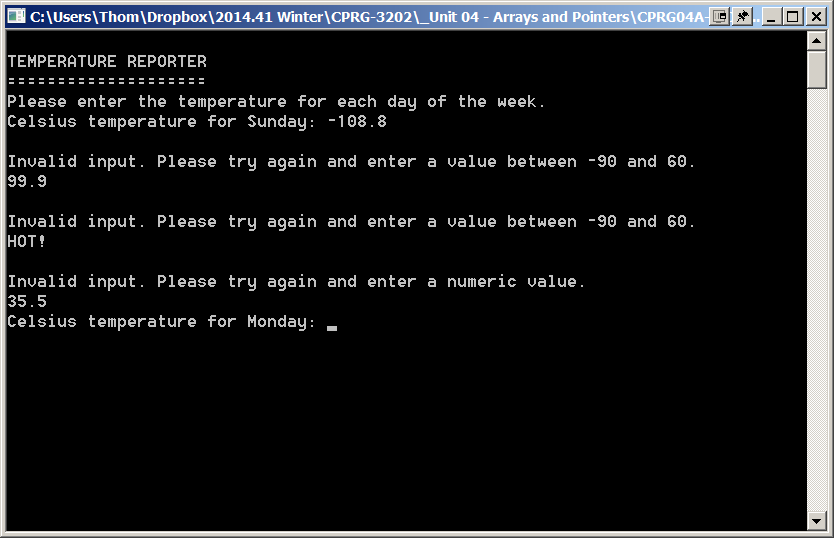 C:\Users\Thom\Dropbox\2014.41 Winter\CPRG-3202\_Unit 04 - Arrays and Pointers\CPRG04A-...
TEMPERATURE REPORTER
====================
Please enter the temperature for each day of the week.
Celsius temperature for Sunday: -108.8
Invalid input. Please try again and enter a value between -90 and 60.
99.9
Invalid input. Please try again and enter a value between -90 and 60.
HOT!
Invalid input. Please try again and enter a numeric value.
35.5
Celsius temperature for Monday: _